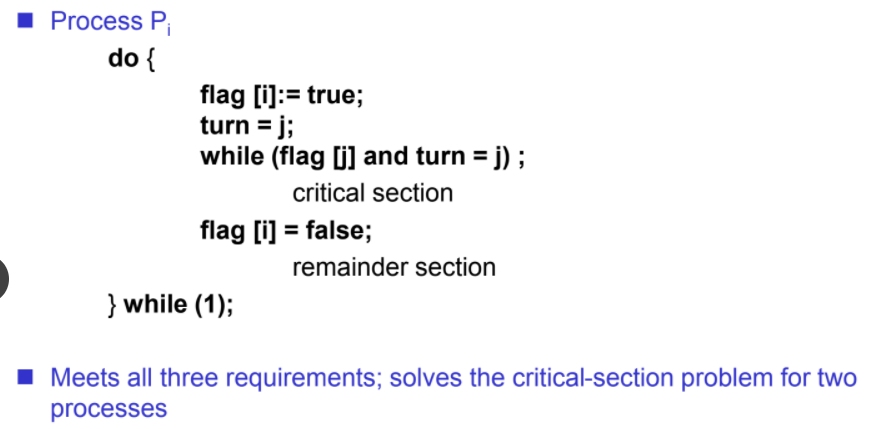 Process Pi
do {
flag [i]:= true;
turn = j;
while (flag [j] and turn = j) ;
critical section
flag [i] = false;
remainder section
} while (1);
Meets all three requirements; solves the critical-section problem for two
processes